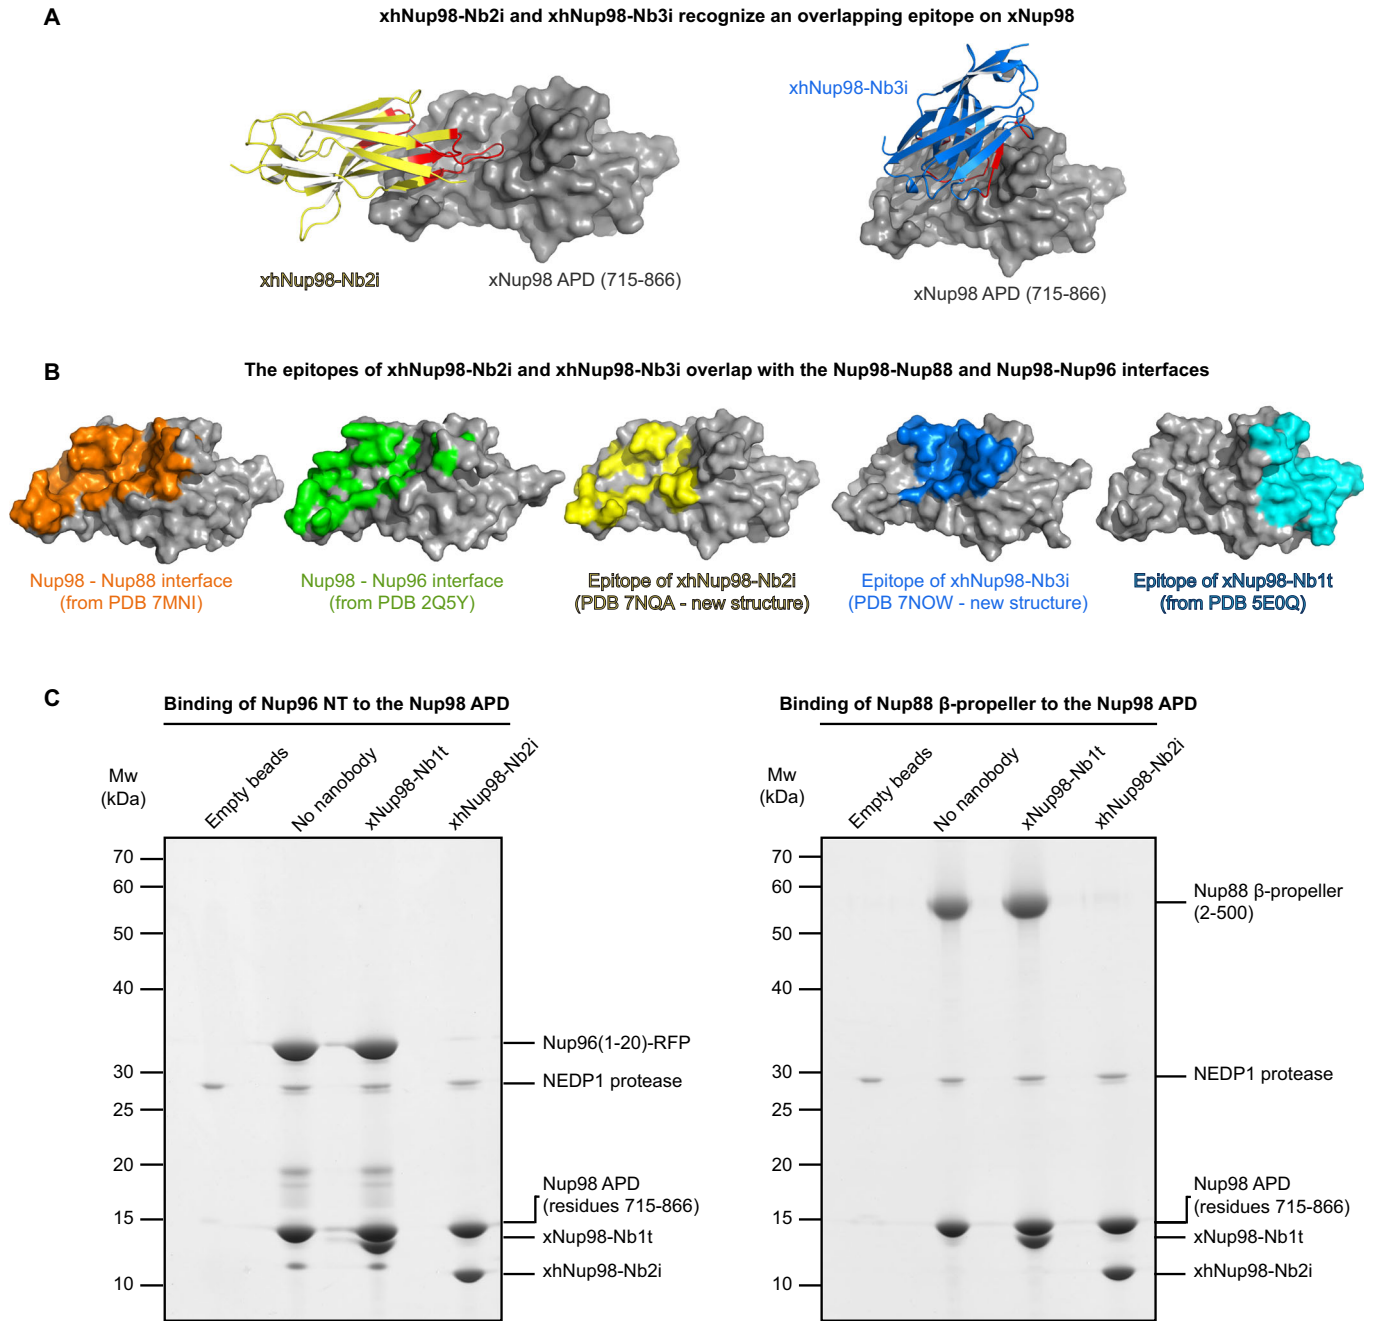 A
xhNup98-Nb2i and xhNup98-Nb3i recognize an overlapping epitope on xNup98
xhNup98-Nb3i
xhNup98-Nb2i
xNup98 APD (715-866)
xNup98 APD (715-866)
B
The epitopes of xhNup98-Nb2i and xhNup98-Nb3i overlap with the Nup98-Nup88 and Nup98-Nup96 interfaces
Nup98 - Nup88 interface
(from PDB 7MNI)
Nup98 - Nup96 interface
(from PDB 2Q5Y)
Epitope of xhNup98-Nb2i
(PDB 7NQA - new structure)
Epitope of xhNup98-Nb3i
(PDB 7NOW - new structure)
Epitope of xNup98-Nb1t
(from PDB 5E0Q)
C
Binding of Nup96 NT to the Nup98 APD
Mw
(kDa)
Empty beads
No nanobody
xNup98-Nb1t
xhNup98-Nb2i
70
60
50
40
30
25
20
15
10
Nup96(1-20)-RFP
NEDP1 protease
Nup98 APD
(residues 715-866)
xNup98-Nb1t
xhNup98-Nb2i
Binding of Nup88 β-propeller to the Nup98 APD
Mw
(kDa)
Empty beads
No nanobody
xNup98-Nb1t
xhNup98-Nb2i
70
60
50
40
30
25
20
15
10
Nup88 β-propeller
(2-500)
NEDP1 protease
Nup98 APD
(residues 715-866)
xNup98-Nb1t
xhNup98-Nb2i